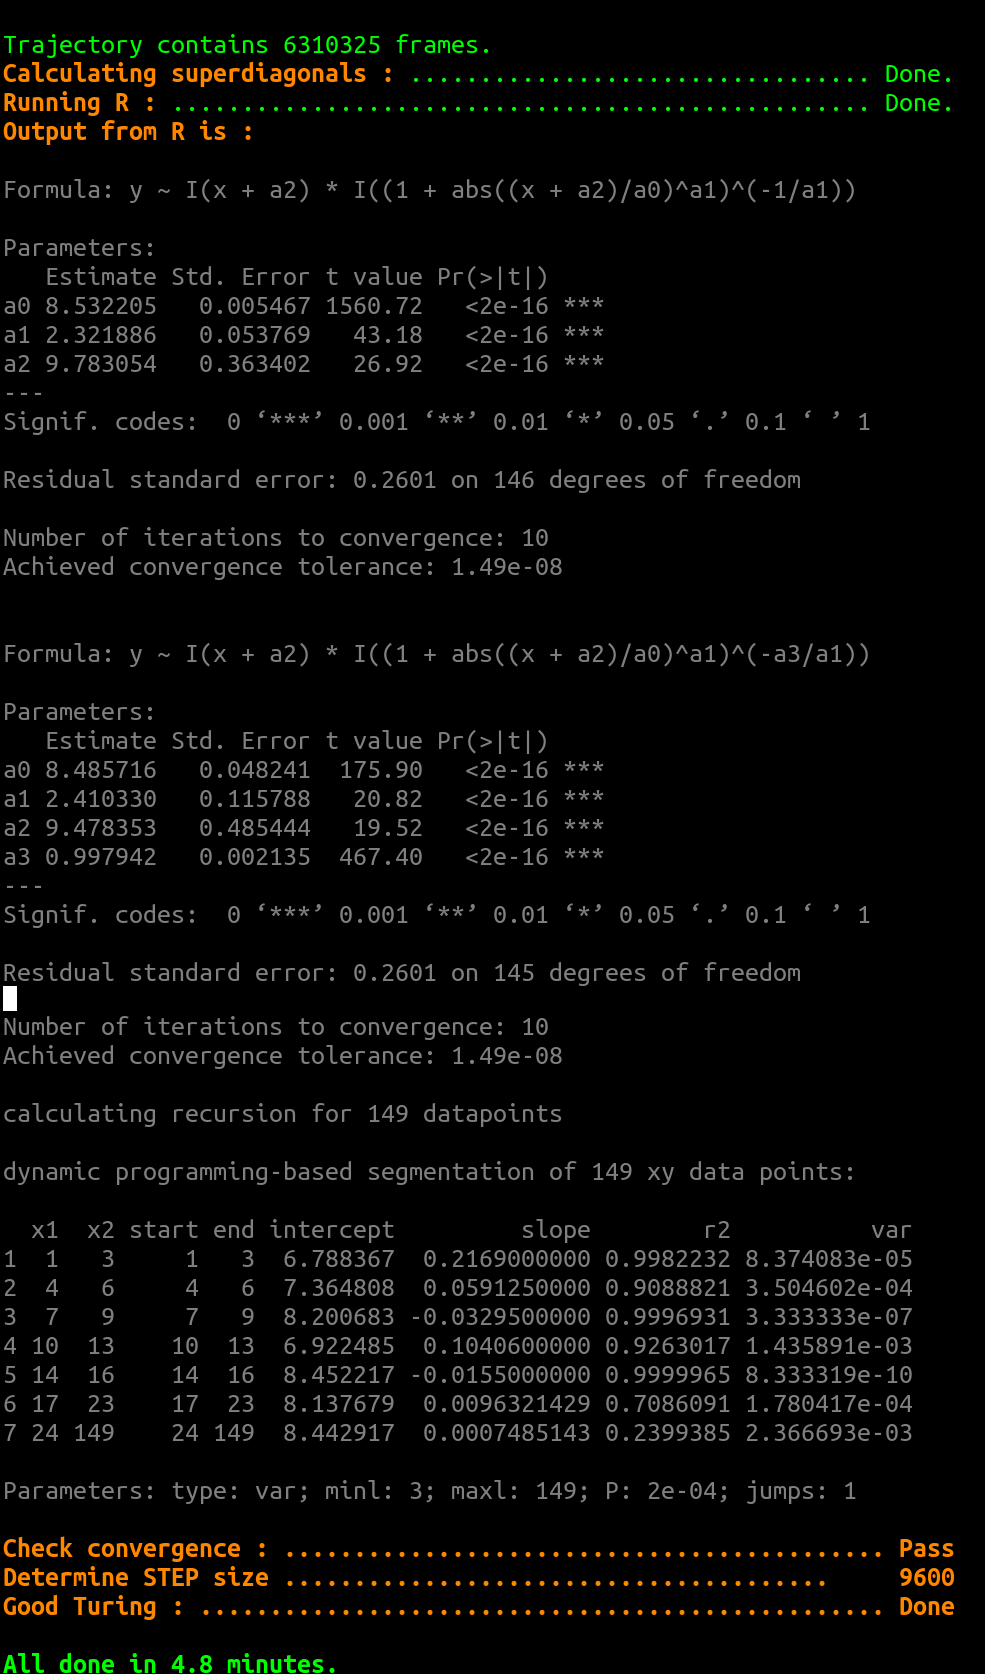 Trajectory contains 6310325 frames.
Calculating superdiagonals : ................................. Done.
Running R : .................................................. Done.
Output from R is :
Formula: y ~ I(x + a2) * I((1 + abs((x + a2)/a0)^a1)^(-1/a1))
Parameters:
   Estimate Std. Error t value Pr(>|t|)
a0 8.532205   0.005467 1560.72   <2e-16 ***
a1 2.321886   0.053769   43.18   <2e-16 ***
a2 9.783054   0.363402   26.92   <2e-16 ***
---
Signif. codes:  0 ‘***’ 0.001 ‘**’ 0.01 ‘*’ 0.05 ‘.’ 0.1 ‘ ’ 1
Residual standard error: 0.2601 on 146 degrees of freedom
Number of iterations to convergence: 10
Achieved convergence tolerance: 1.49e-08
Formula: y ~ I(x + a2) * I((1 + abs((x + a2)/a0)^a1)^(-a3/a1))
Parameters:
   Estimate Std. Error t value Pr(>|t|)
a0 8.485716   0.048241  175.90   <2e-16 ***
a1 2.410330   0.115788   20.82   <2e-16 ***
a2 9.478353   0.485444   19.52   <2e-16 ***
a3 0.997942   0.002135  467.40   <2e-16 ***
---
Signif. codes:  0 ‘***’ 0.001 ‘**’ 0.01 ‘*’ 0.05 ‘.’ 0.1 ‘ ’ 1
Residual standard error: 0.2601 on 145 degrees of freedom
Number of iterations to convergence: 10
Achieved convergence tolerance: 1.49e-08
calculating recursion for 149 datapoints
dynamic programming-based segmentation of 149 xy data points:
  x1  x2 start end intercept         slope        r2          var
1  1   3     1   3  6.788367  0.2169000000 0.9982232 8.374083e-05
2  4   6     4   6  7.364808  0.0591250000 0.9088821 3.504602e-04
3  7   9     7   9  8.200683 -0.0329500000 0.9996931 3.333333e-07
4 10  13    10  13  6.922485  0.1040600000 0.9263017 1.435891e-03
5 14  16    14  16  8.452217 -0.0155000000 0.9999965 8.333319e-10
6 17  23    17  23  8.137679  0.0096321429 0.7086091 1.780417e-04
7 24 149    24 149  8.442917  0.0007485143 0.2399385 2.366693e-03
Parameters: type: var; minl: 3; maxl: 149; P: 2e-04; jumps: 1
Check convergence : ........................................... Pass
Determine STEP size .......................................     9600
Good Turing : ................................................. Done
All done in 4.8 minutes.